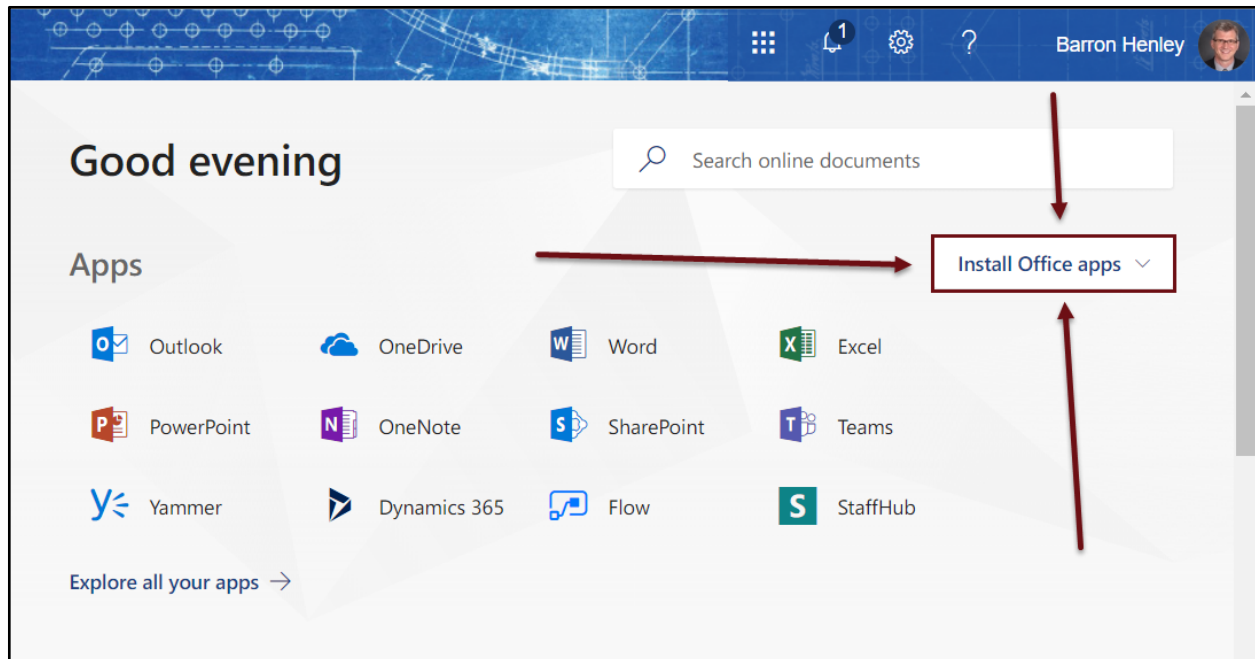 1
?
Barron Henley
Good evening
Search online documents
Apps
Install Office apps
Outlook
OneDrive
Word
Excel
PowerPoint
OneNote
SharePoint
Teams
Yammer
Dynamics 365
Flow
StaffHub
Explore all your apps →